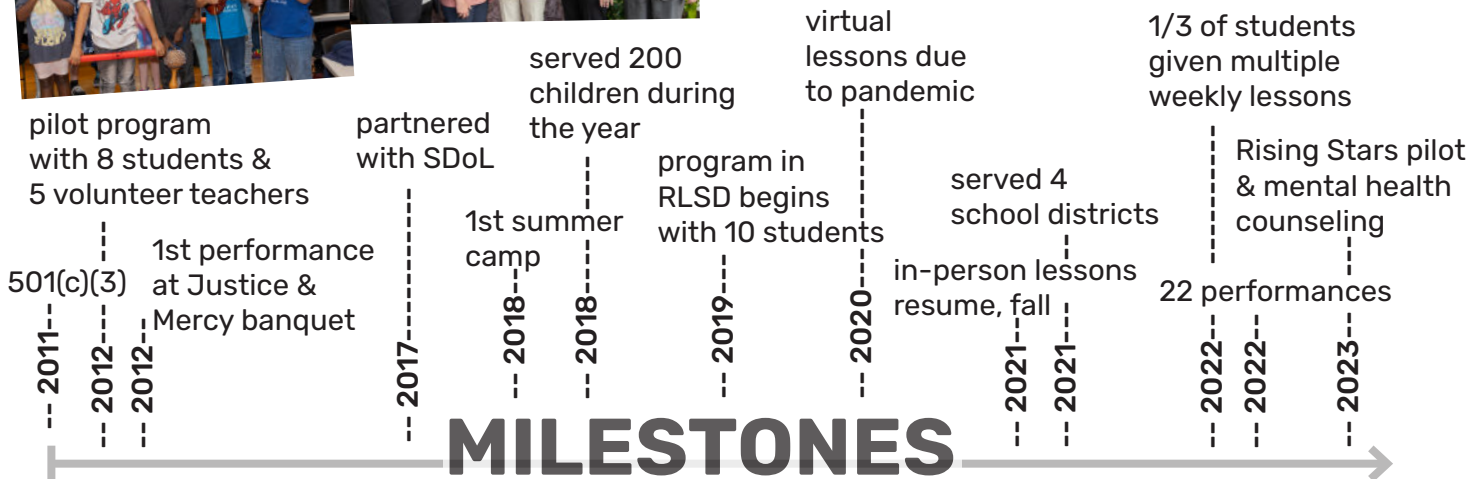 501(c)(3)
2011
pilot program
with 8 students &
5 volunteer teachers
2012
1st performance
at Justice &
Mercy banquet
2012
partnered
with SDoL
2017
1st summer
camp
2018
served 200
children during
the year
2018
program in
RLSD begins
with 10 students
2019
virtual
lessons due
to pandemic
2020
in-person lessons
resume, fall
2021
served 4
school districts
2021
1/3 of students
given multiple
weekly lessons
2022
22 performances
2022
Rising Stars pilot
& mental health
counseling
2023
MILESTONES